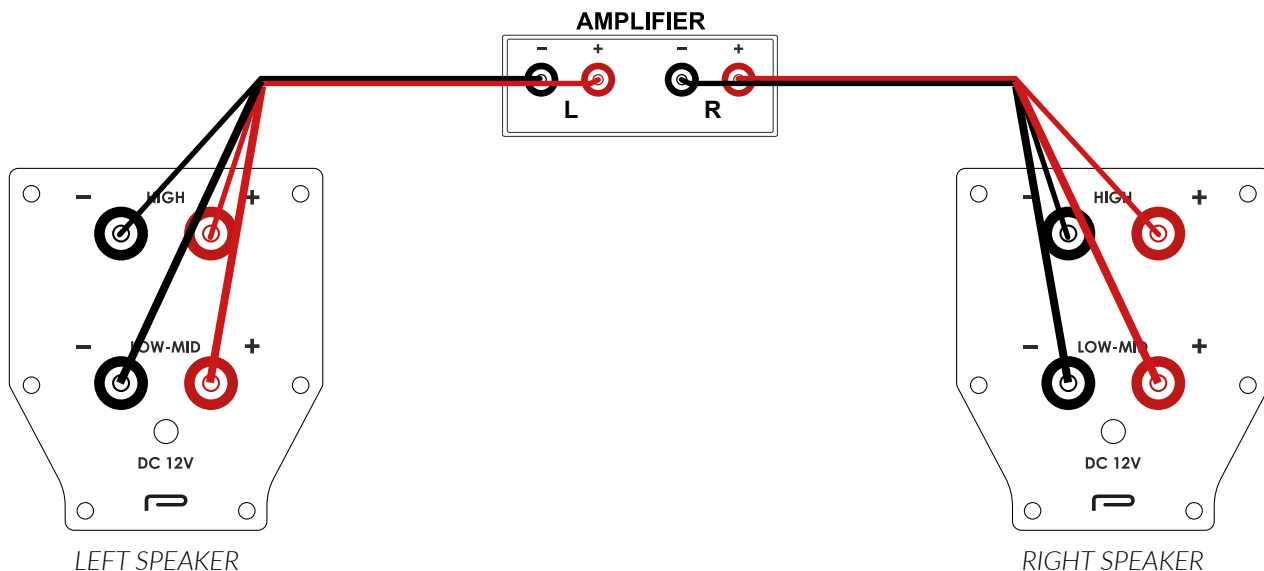 AMPLIFIER
− + − +
L R
− HIGH +
− LOW-MID +
DC 12V
LEFT SPEAKER
− HIGH +
− LOW-MID +
DC 12V
RIGHT SPEAKER